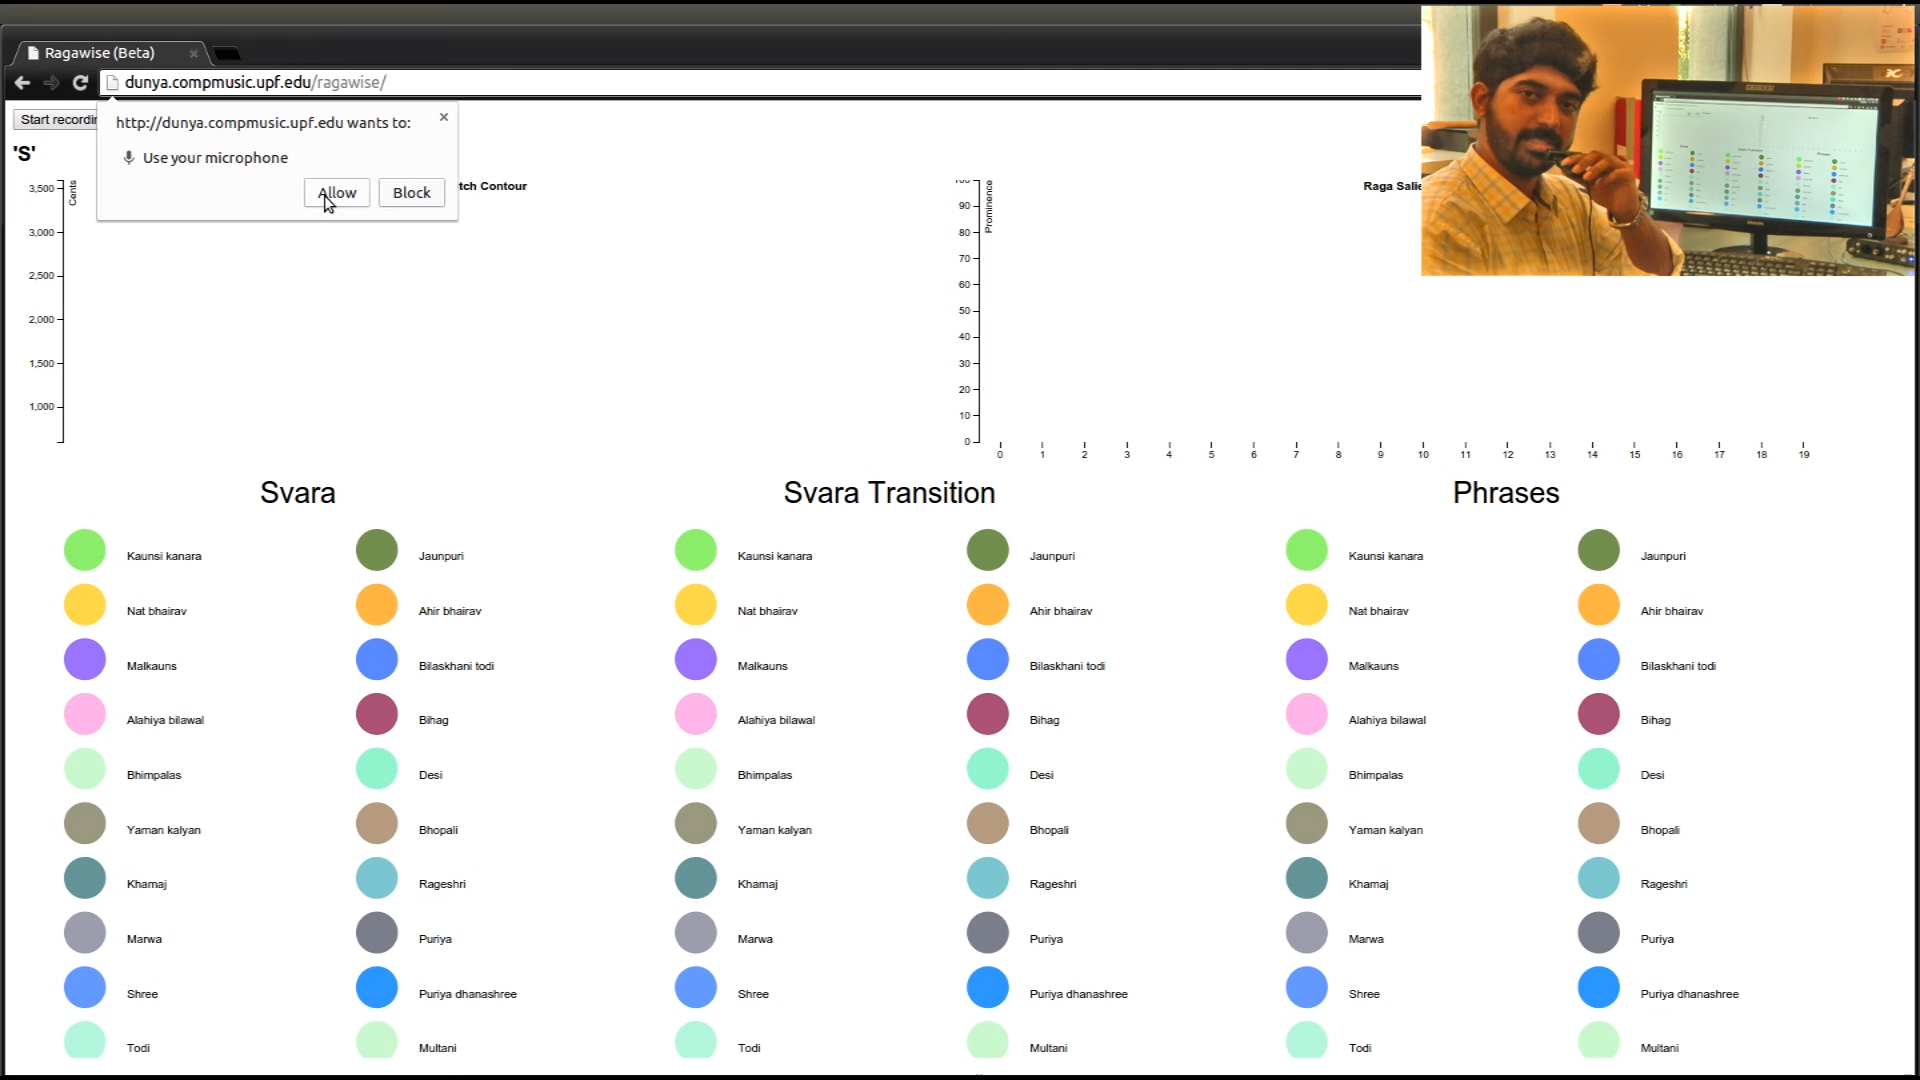 Ragawise (Beta)
dunya.compmusic.upf.edu/ragawise/
Start recordin
http://dunya.compmusic.upf.edu wants to:
Use your microphone
Allow Block
'S'
Cents
3,500
3,000
2,500
2,000
1,500
1,000
tch Contour
Prominence
100
90
80
70
60
50
40
30
20
10
0
0 1 2 3 4 5 6 7 8 9 10 11 12 13 14 15 16 17 18 19
Raga Salie
Svara Svara Transition Phrases
Kaunsi kanara Jaunpuri Kaunsi kanara Jaunpuri Kaunsi kanara Jaunpuri
Nat bhairav Ahir bhairav Nat bhairav Ahir bhairav Nat bhairav Ahir bhairav
Malkauns Bilaskhani todi Malkauns Bilaskhani todi Malkauns Bilaskhani todi
Alahiya bilawal Bihag Alahiya bilawal Bihag Alahiya bilawal Bihag
Bhimpalas Desi Bhimpalas Desi Bhimpalas Desi
Yaman kalyan Bhopali Yaman kalyan Bhopali Yaman kalyan Bhopali
Khamaj Rageshri Khamaj Rageshri Khamaj Rageshri
Marwa Puriya Marwa Puriya Marwa Puriya
Shree Puriya dhanashree Shree Puriya dhanashree Shree Puriya dhanashree
Todi Multani Todi Multani Todi Multani